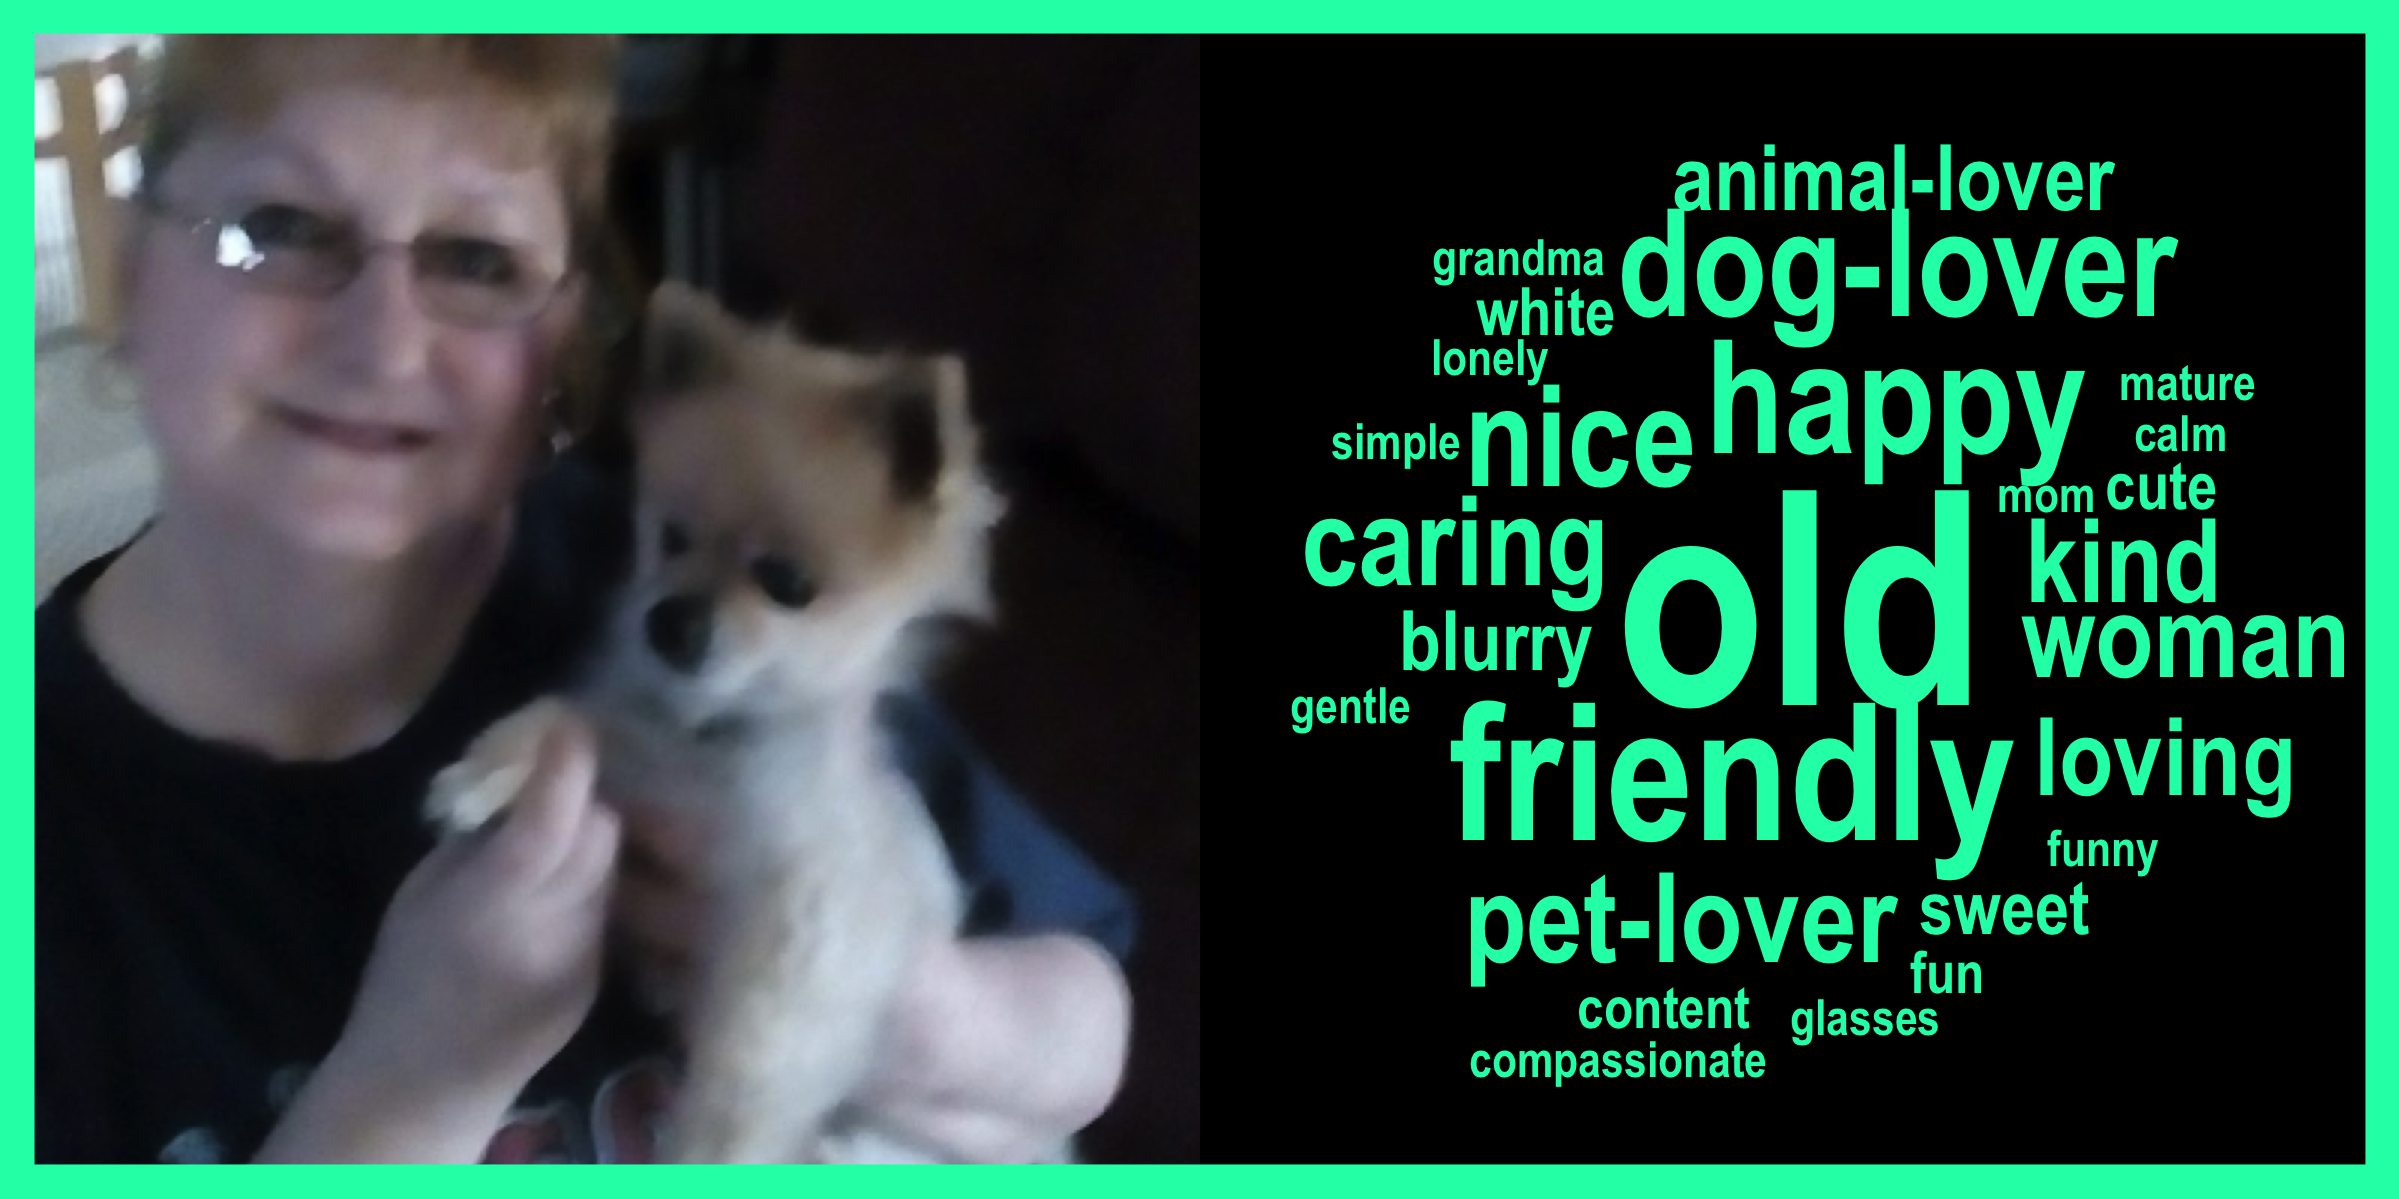 animal-lover
grandma
dog-lover
white
lonely
happy
mature
simple
nice
calm
mom
cute
caring
old
kind
blurry
woman
gentle
friendly
loving
funny
pet-lover
sweet
fun
content
glasses
compassionate